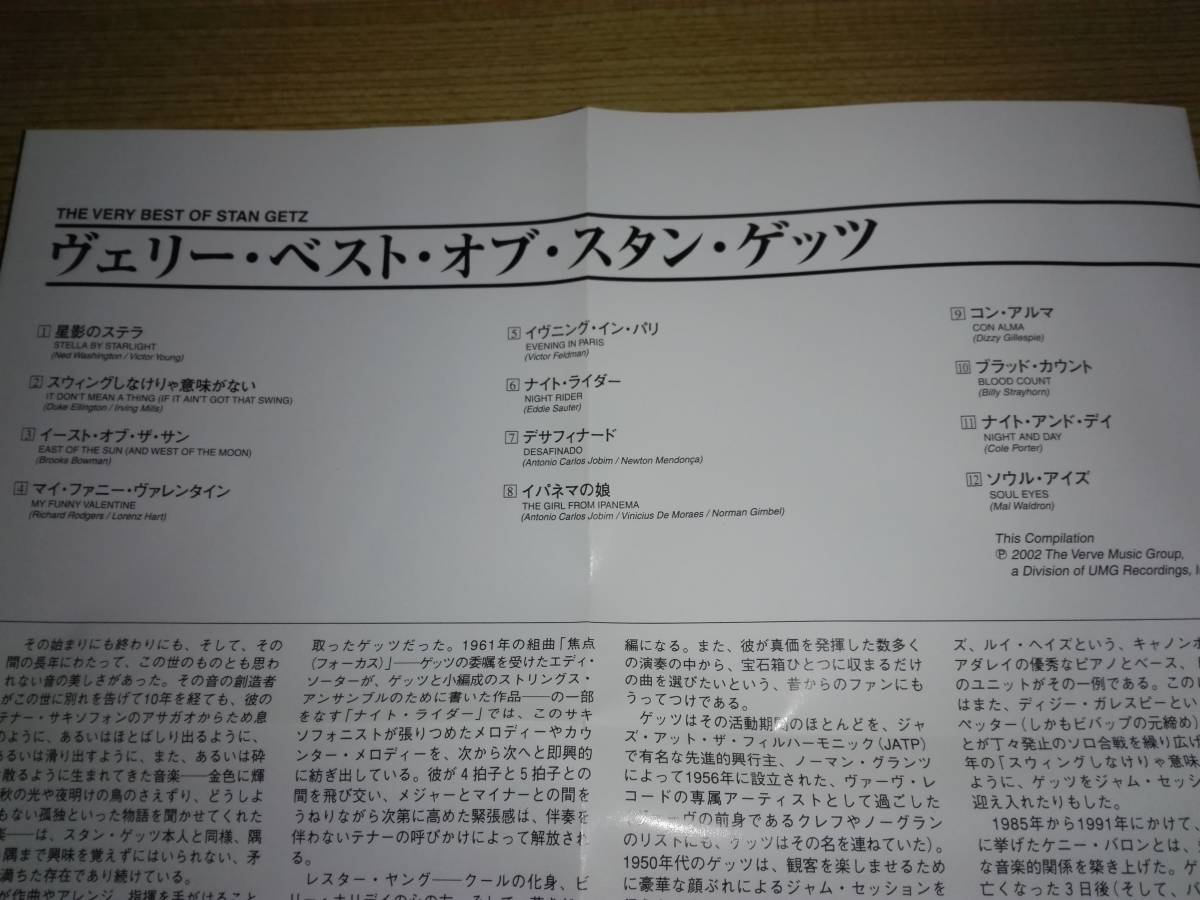 THE VERY BEST OF STAN GETZ
ヴェリー・ベスト・オブ・スタン・ゲッツ
1 星影のステラ
STELLA BY STARLIGHT
(Ned Washington / Victor Young)
2 スウィングしなけりゃ意味がない
IT DON'T MEAN A THING (IF IT AIN'T GOT THAT SWING)
(Duke Ellington / Irving Mills)
3 イースト・オブ・ザ・サン
EAST OF THE SUN (AND WEST OF THE MOON)
(Brooks Bowman)
4 マイ・ファニー・ヴァレンタイン
MY FUNNY VALENTINE
(Richard Rodgers / Lorenz Hart)
5 イヴニング・イン・パリ
EVENING IN PARIS
(Victor Feldman)
6 ナイト・ライダー
NIGHT RIDER
(Eddie Sauter)
7 デサフィナード
DESAFINADO
(Antonio Carlos Jobim / Newton Mendonça)
8 イパネマの娘
THE GIRL FROM IPANEMA
(Antonio Carlos Jobim / Vinicius De Moraes / Norman Gimbel)
9 コン・アルマ
CON ALMA
(Dizzy Gillespie)
10 ブラッド・カウント
BLOOD COUNT
(Billy Strayhorn)
11 ナイト・アンド・デイ
NIGHT AND DAY
(Cole Porter)
12 ソウル・アイズ
SOUL EYES
(Mal Waldron)
This Compilation
℗ 2002 The Verve Music Group,
a Division of UMG Recordings,
その始まりにも終わりにも、そして、その
間の長年にわたって、この世のものとも思わ
れない音の美しさがあった。その音の創造者
がこの世に別れを告げて10年を経ても、彼の
テナー・サキソフォンのアサガオからため息
のように、あるいはほとばしり出るように、
あるいは滑り出すように、また、あるいは砕
散るように生まれてきた音楽──金色に輝
秋の光や夜明けの鳥のさえずり、どうしよ
もない孤独といった物語を聞かせてくれた
楽──は、スタン・ゲッツ本人と同様、隅
隅まで興味を覚えずにはいられない、矛
満ちた存在であり続けている。
が作曲やアレンジ、指揮を手がけること
取ったゲッツだった。1961年の組曲「焦点
(フォーカス)」──ゲッツの委嘱を受けたエディ・
ソーターが、ゲッツと小編成のストリングス・
アンサンブルのために書いた作品──の一部
をなす「ナイト・ライダー」では、このサキ
ソフォニストが張りつめたメロディーやカウ
ンター・メロディーを、次から次へと即興的
に紡ぎ出している。彼が4拍子と5拍子との
間を飛び交い、メジャーとマイナーとの間を
うねりながら次第に高めた緊張感は、伴奏を
伴わないテナーの呼びかけによって解放され
る。
レスター・ヤング──クールの化身、ビ
編になる。また、彼が真価を発揮した数多く
の演奏の中から、宝石箱ひとつに収まるだけ
の曲を選びたいという、昔からのファンにも
うってつけである。
ゲッツはその活動期間のほとんどを、ジャ
ズ・アット・ザ・フィルハーモニック(JATP)
で有名な先進的興行主、ノーマン・グランツ
によって1956年に設立された、ヴァーヴ・レ
コードの専属アーティストとして過ごした
ヴの前身であるクレフやノーグラン
のリストにも、ゲッツはその名を連ねていた)。
1950年代のゲッツは、観客を楽しませるため
に豪華な顔ぶれによるジャム・セッションを
ズ、ルイ・ヘイズという、キャノンボ
アダレイの優秀なピアノとベース、
のユニットがその一例である。この
はまた、ディジー・ガレスピーとい
ペッター(しかもビバップの元締め)
とが丁々発止のソロ合戦を繰り広げ
年の「スウィングしなけりゃ意味
ように、ゲッツをジャム・セッシ
迎え入れたりもした。
1985年から1991年にかけて、
に挙げたケニー・バロンとは、
な音楽的関係を築き上げた。ゲ
亡くなった3日後(そして、バ